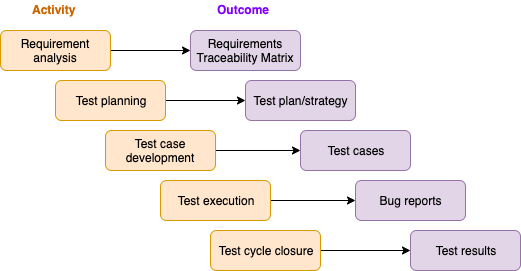 Activity
Outcome
Requirement
analysis
Requirements
Traceability Matrix
Test planning
Test plan/strategy
Test case
development
Test cases
Test execution
Bug reports
Test cycle closure
Test results